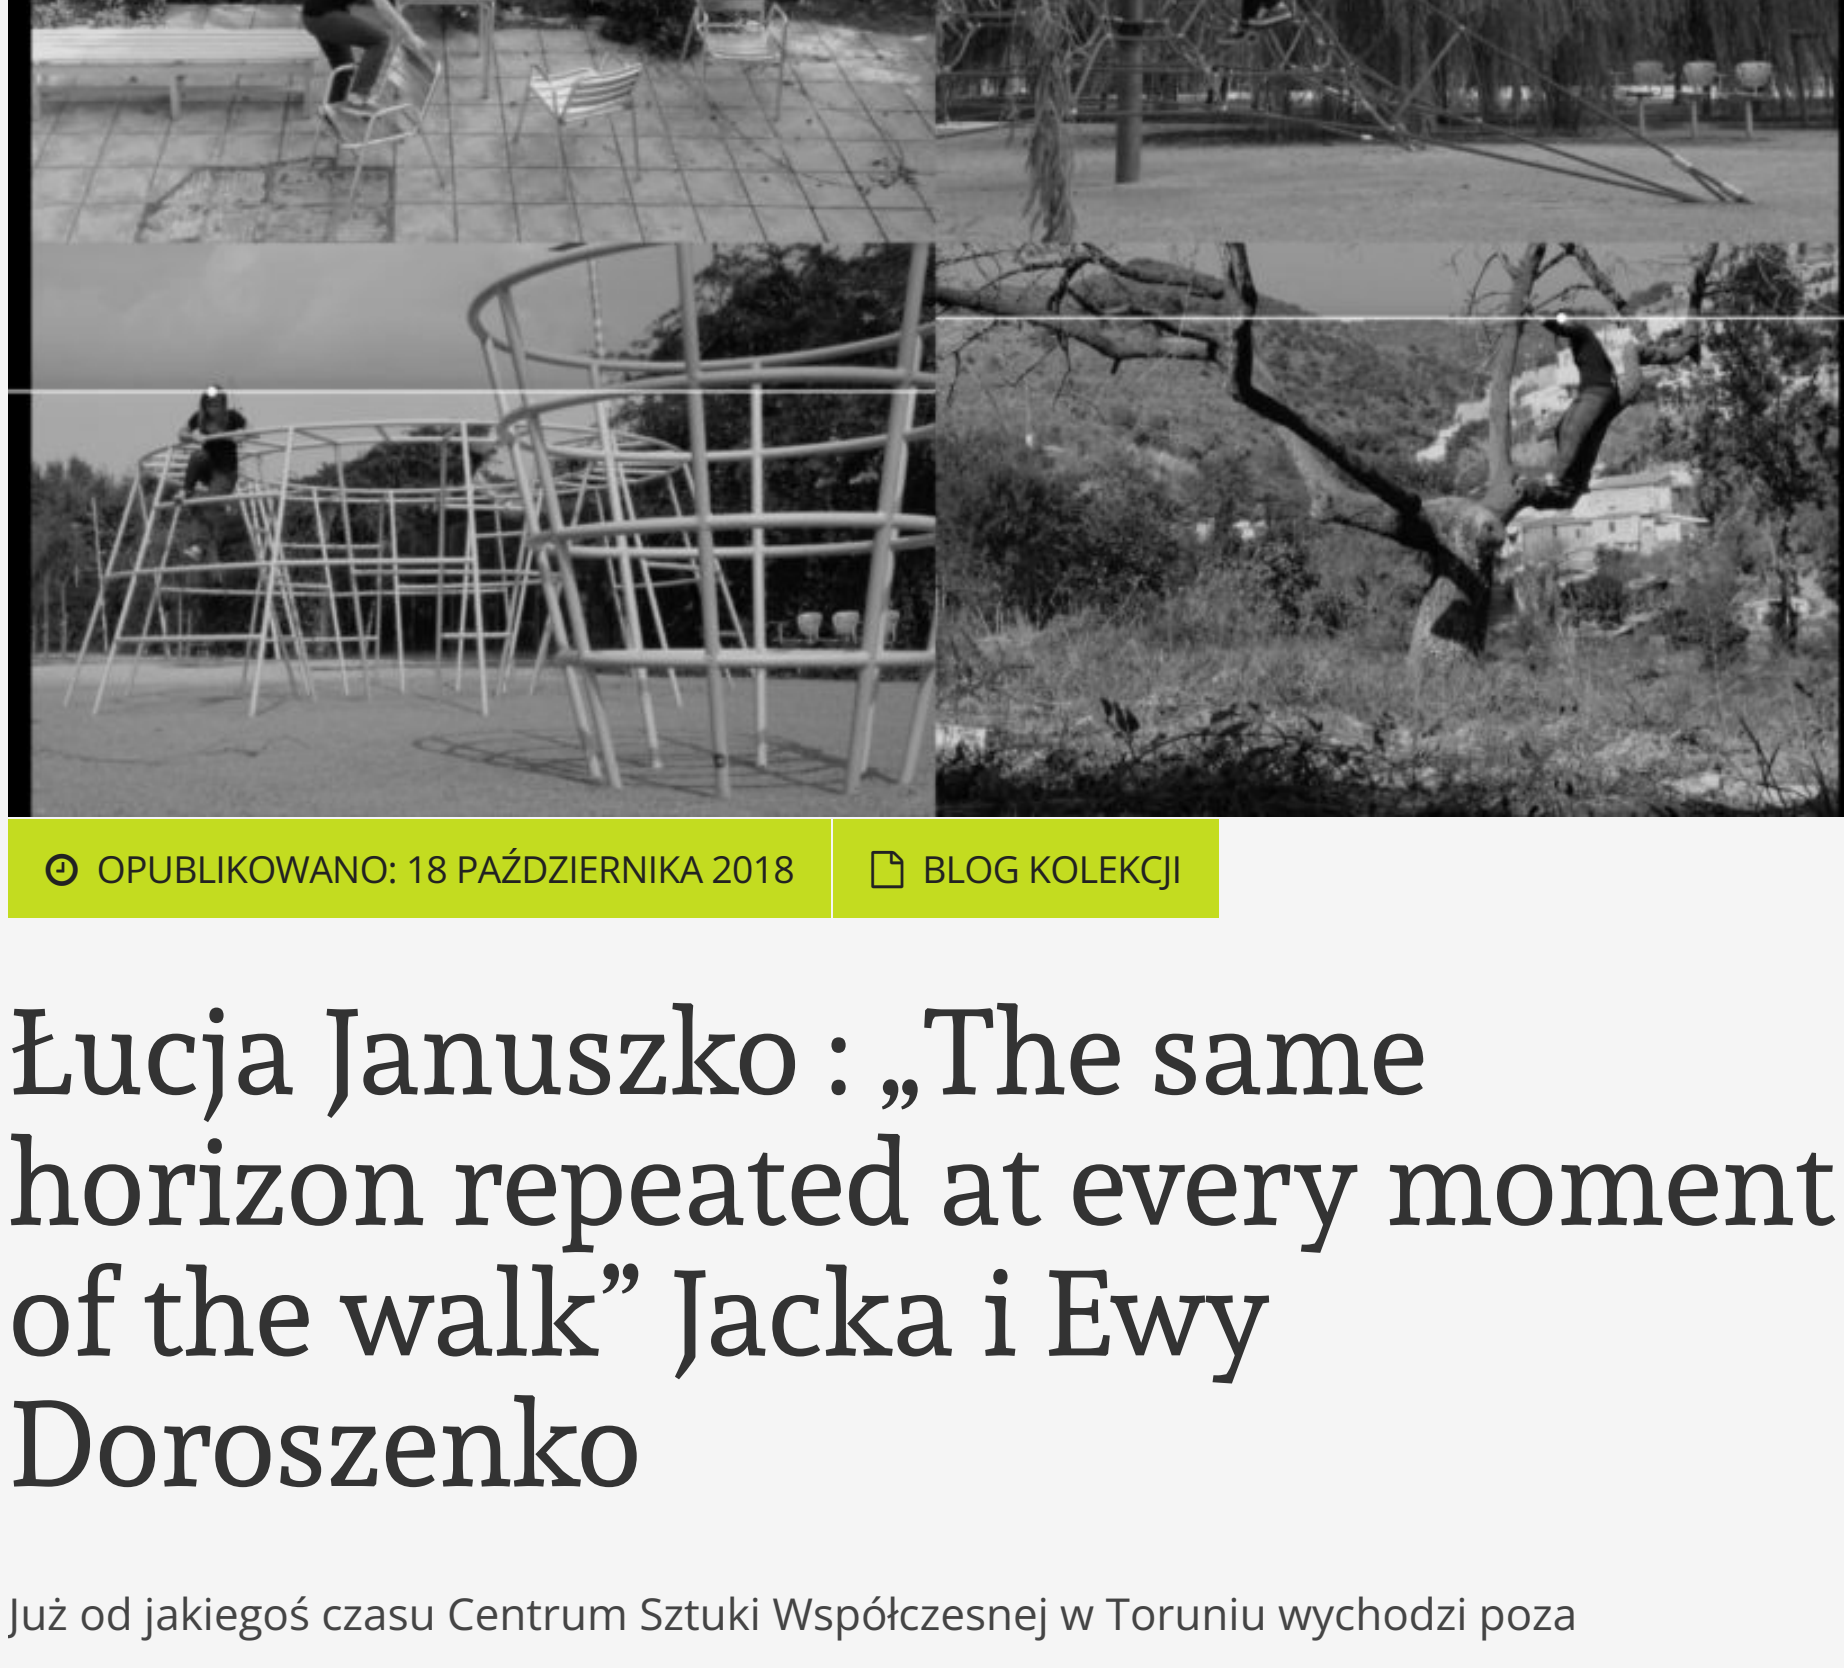 OPUBLIKOWANO: 18 PAŹDZIERNIKA 2018 BLOG KOLEKCJI
Łucja Januszko : „The same
horizon repeated at every moment
of the walk” Jacka i Ewy
Doroszenko
Już od jakiegoś czasu Centrum Sztuki Współczesnej w Toruniu wychodzi poza